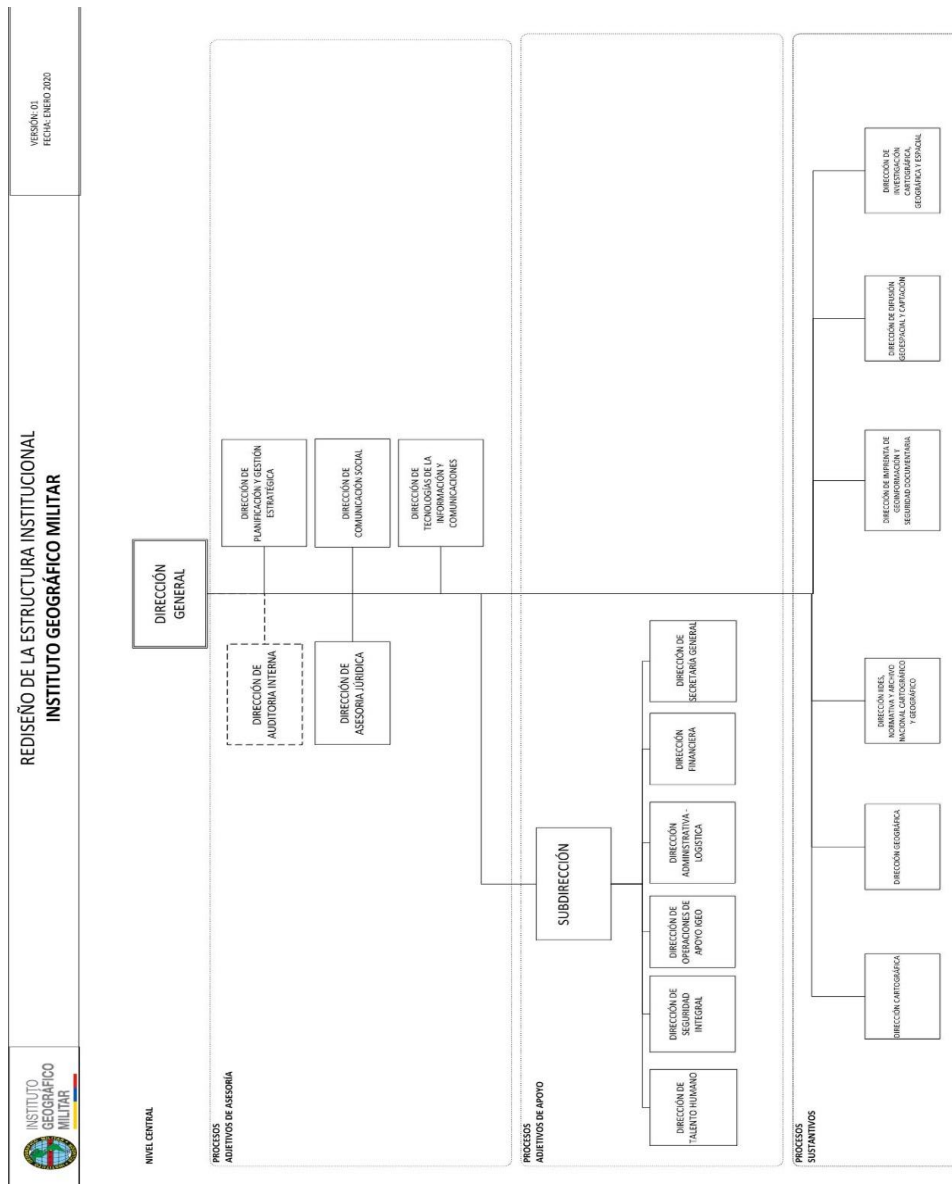 INSTITUTO
GEOGRÁFICO
MILITAR
REDISEÑO DE LA ESTRUCTURA INSTITUCIONAL
INSTITUTO GEOGRÁFICO MILITAR
VERSIÓN: 01
FECHA: ENERO 2020
NIVEL CENTRAL
DIRECCIÓN
GENERAL
PROCESOS
ADJETIVOS DE ASESORÍA
DIRECCIÓN DE
AUDITORIA INTERNA
DIRECCIÓN DE
PLANIFICACIÓN Y GESTIÓN
ESTRATÉGICA
DIRECCIÓN DE
ASESORIA JÚRIDICA
DIRECCIÓN DE
COMUNICACIÓN SOCIAL
DIRECCIÓN DE
TECNOLOGÍAS DE LA
INFORMACIÓN Y
COMUNICACIONES
PROCESOS
ADJETIVOS DE APOYO
SUBDIRECCIÓN
DIRECCIÓN DE
TALENTO HUMANO
DIRECCIÓN DE
SEGURIDAD
INTEGRAL
DIRECCIÓN DE
OPERACIONES DE
APOYO IGEO
DIRECCIÓN
ADMINISTRATIVA -
LOGISTICA
DIRECCIÓN
FINANCIERA
DIRECCIÓN DE
SECRETARÍA GENERAL
PROCESOS
SUSTANTIVOS
DIRECCIÓN CARTOGRÁFICA
DIRECCIÓN GEOGRÁFICA
DIRECCIÓN IIDES,
NORMATIVA Y ARCHIVO
NACIONAL CARTOGRÁFICO
Y GEOGRÁFICO
DIRECCIÓN DE IMPRENTA DE
GEOINFORMACIÓN Y
SEGURIDAD DOCUMENTARIA
DIRECCIÓN DE DIFUSIÓN
GEOESPACIAL Y CAPTACIÓN
DIRECCIÓN DE
INVESTIGACIÓN
CARTOGRÁFICA,
GEOGRÁFICA Y ESPACIAL